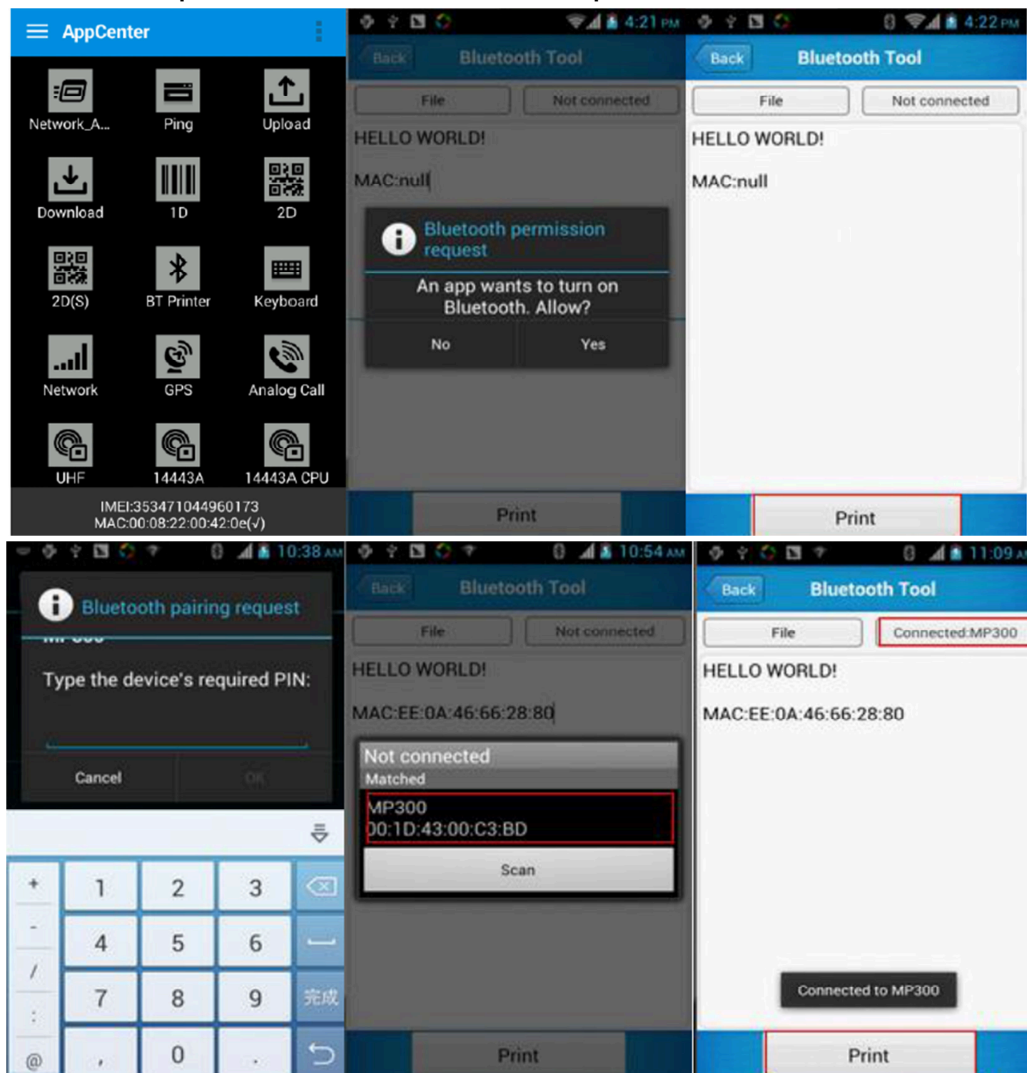 AppCenter
Network_A...
Ping
Upload
Download
1D
2D
2D(S)
BT Printer
Keyboard
Network
GPS
Analog Call
UHF
14443A
14443A CPU
IMEI:353471044960173
MAC:00:08:22:00:42:0e(√)
4:21 PM
Back
Bluetooth Tool
File
Not connected
HELLO WORLD!
MAC:null
Bluetooth permission
request
An app wants to turn on
Bluetooth. Allow?
No
Yes
Print
4:22 PM
Back
Bluetooth Tool
File
Not connected
HELLO WORLD!
MAC:null
Print
10:38 AM
Bluetooth pairing request
Type the device's required PIN:
Cancel
OK
+
1
2
3
-
4
5
6
/
7
8
9
完成
:
@
,
0
.
10:54 AM
Back
Bluetooth Tool
File
Not connected
HELLO WORLD!
MAC:EE:0A:46:66:28:80
Not connected
Matched
MP300
00:1D:43:00:C3:BD
Scan
Print
11:09 AM
Back
Bluetooth Tool
File
Connected:MP300
HELLO WORLD!
MAC:EE:0A:46:66:28:80
Connected to MP300
Print